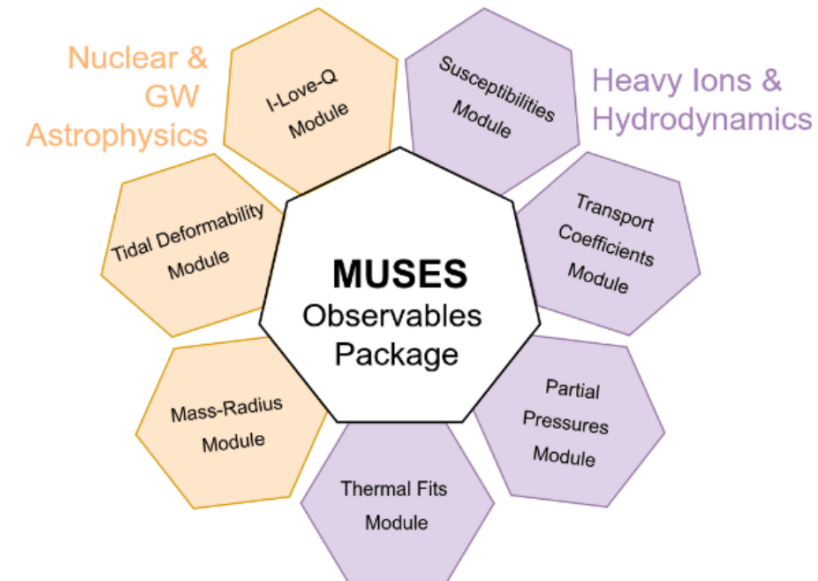 Nuclear &
GW
Astrophysics
I-Love-Q
Module
Susceptibilities
Module
Heavy Ions &
Hydrodynamics
Tidal Deformability
Module
Transport
Coefficients
Module
MUSES
Observables
Package
Mass-Radius
Module
Partial
Pressures
Module
Thermal Fits
Module